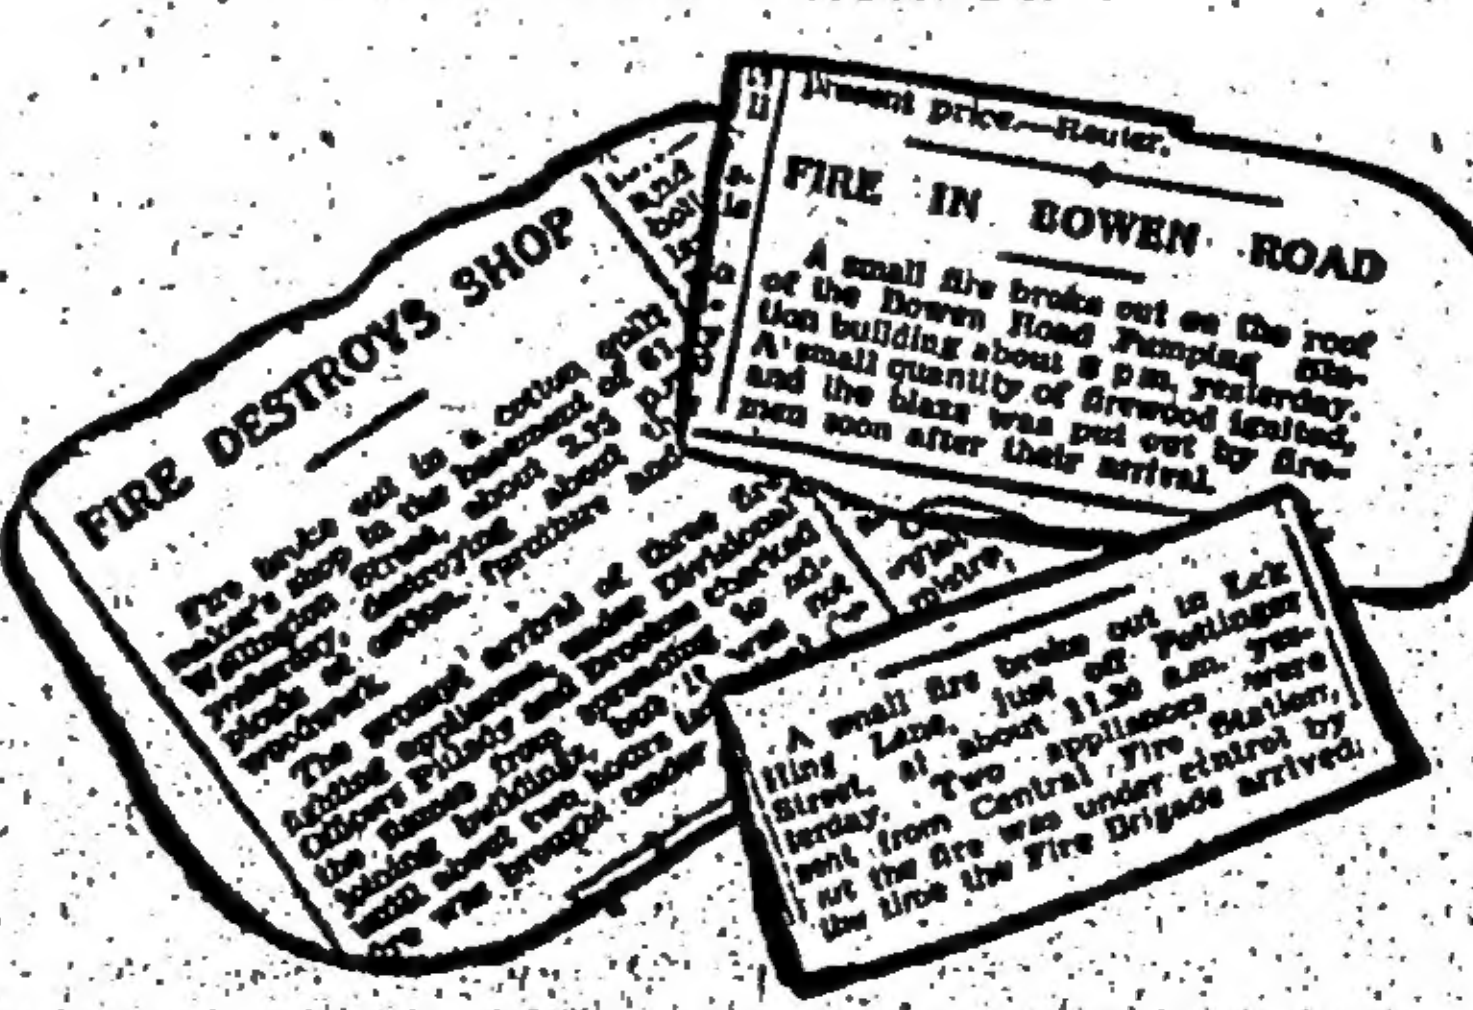 FIRE DESTROYS SHOP
Fire broke out in a cotton quilt
maker's shop in the basement of 61
Wellington Street, about 2.15 p.m.
yesterday, destroying about
piculs of cotton, furniture and
woodwork.
The prompt arrival of three fire
fighting appliances under Divisional
Officers and Brooks checked
the flames from spreading to ad-
joining buildings, but it was not
until about two hours
fire was brought under
and
Present price.—Reuter.
FIRE IN BOWEN ROAD
A small fire broke out on the roof
of the Bowen Road Pumping Sta-
tion building about 8 p.m. yesterday.
A small quantity of firewood ignited,
and the blaze was put out by fire-
men soon after their arrival.
A small fire broke out in
Lane, just off Pottinger
Street, at about 11.30 a.m. yes-
terday. Two appliances were
sent from Central Fire Station,
but the fire was under control by
the time the Fire Brigade arrived.